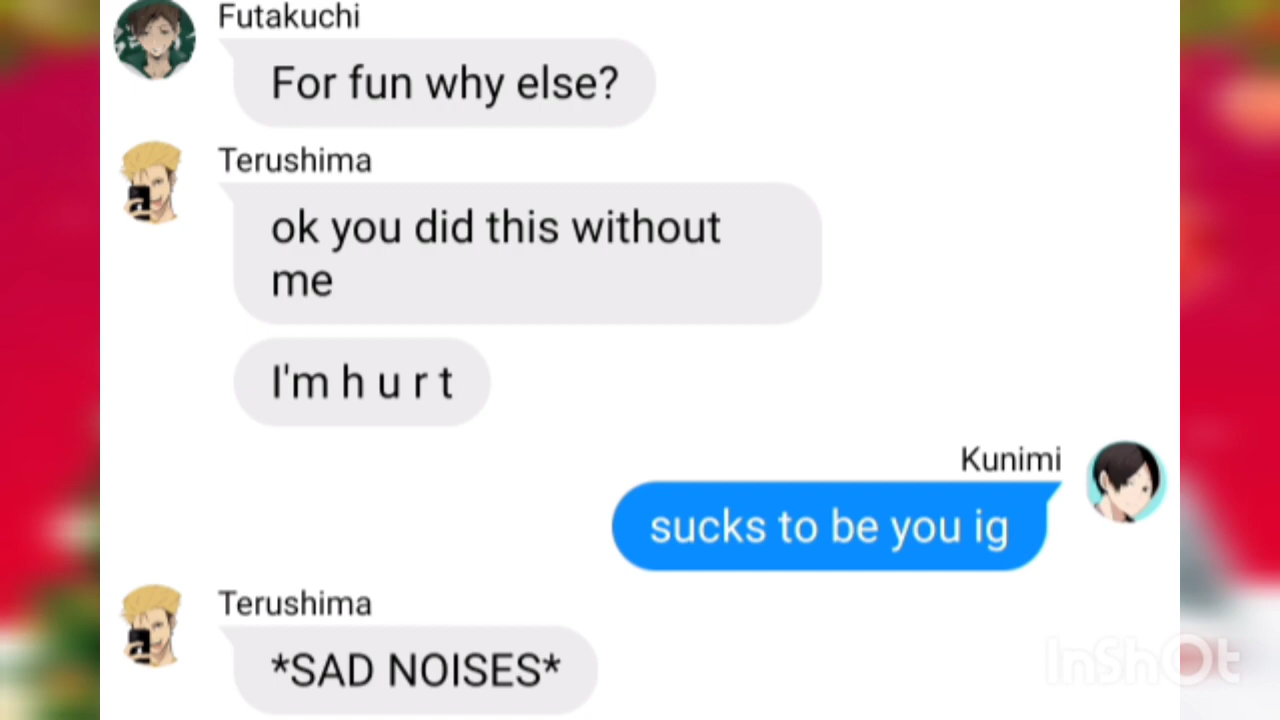 Futakuchi
For fun why else?
Terushima
ok you did this without
me
I'm h u r t
Kunimi
sucks to be you ig
Terushima
*SAD NOISES*
InShOt